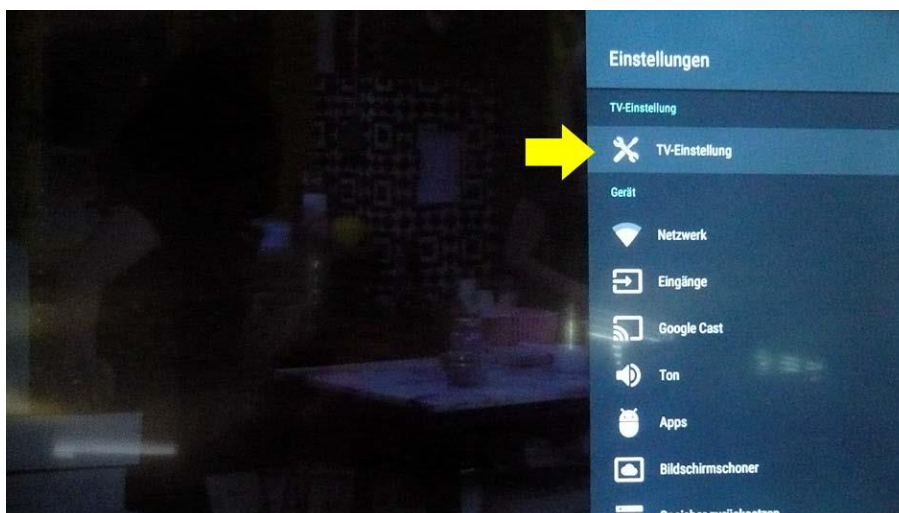 Einstellungen
TV-Einstellung
TV-Einstellung
Gerät
Netzwerk
Eingänge
Google Cast
Ton
Apps
Bildschirmschoner